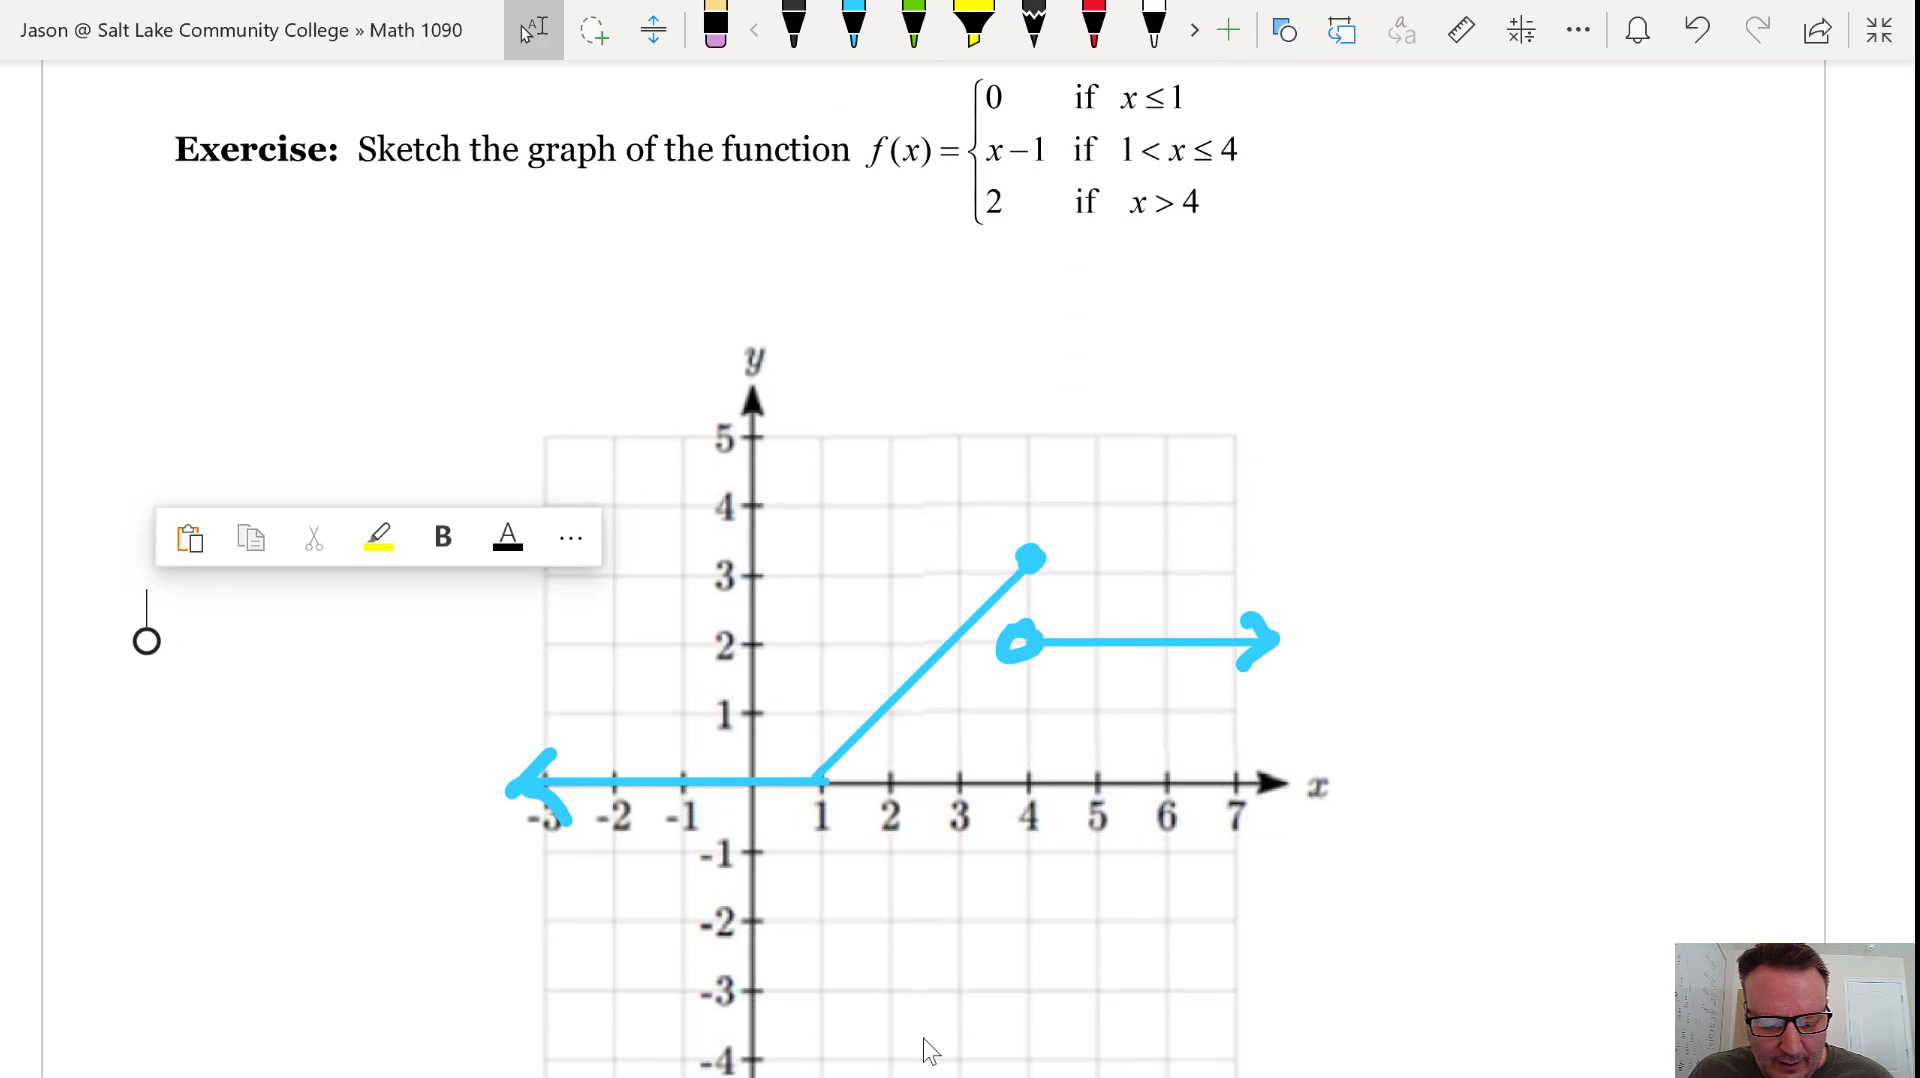 Jason @ Salt Lake Community College » Math 1090
0 if x ≤ 1
Exercise: Sketch the graph of the function f(x) = x − 1 if 1 < x ≤ 4
2 if x > 4
y
5
4
B A ...
3
2
1
-3 -2 -1 1 2 3 4 5 6 7 x
-1
-2
-3
-4